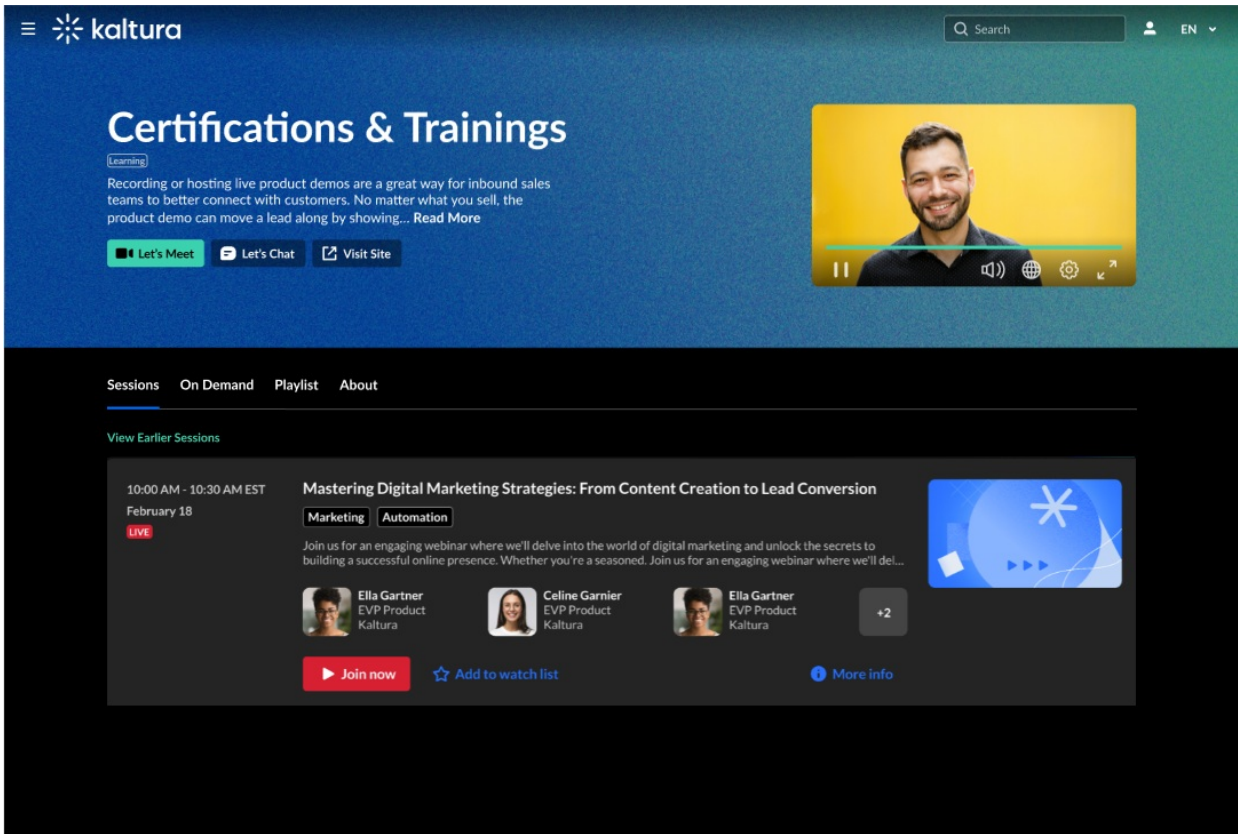 kaltura
Search
EN
Certifications & Trainings
Learning
Recording or hosting live product demos are a great way for inbound sales
teams to better connect with customers. No matter what you sell, the
product demo can move a lead along by showing... Read More
Let's Meet
Let's Chat
Visit Site
Sessions
On Demand
Playlist
About
View Earlier Sessions
10:00 AM - 10:30 AM EST
February 18
LIVE
Mastering Digital Marketing Strategies: From Content Creation to Lead Conversion
Marketing
Automation
Join us for an engaging webinar where we'll delve into the world of digital marketing and unlock the secrets to
building a successful online presence. Whether you're a seasoned. Join us for an engaging webinar where we'll del...
Ella Gartner
EVP Product
Kaltura
Celine Garnier
EVP Product
Kaltura
Ella Gartner
EVP Product
Kaltura
+2
Join now
Add to watch list
More info